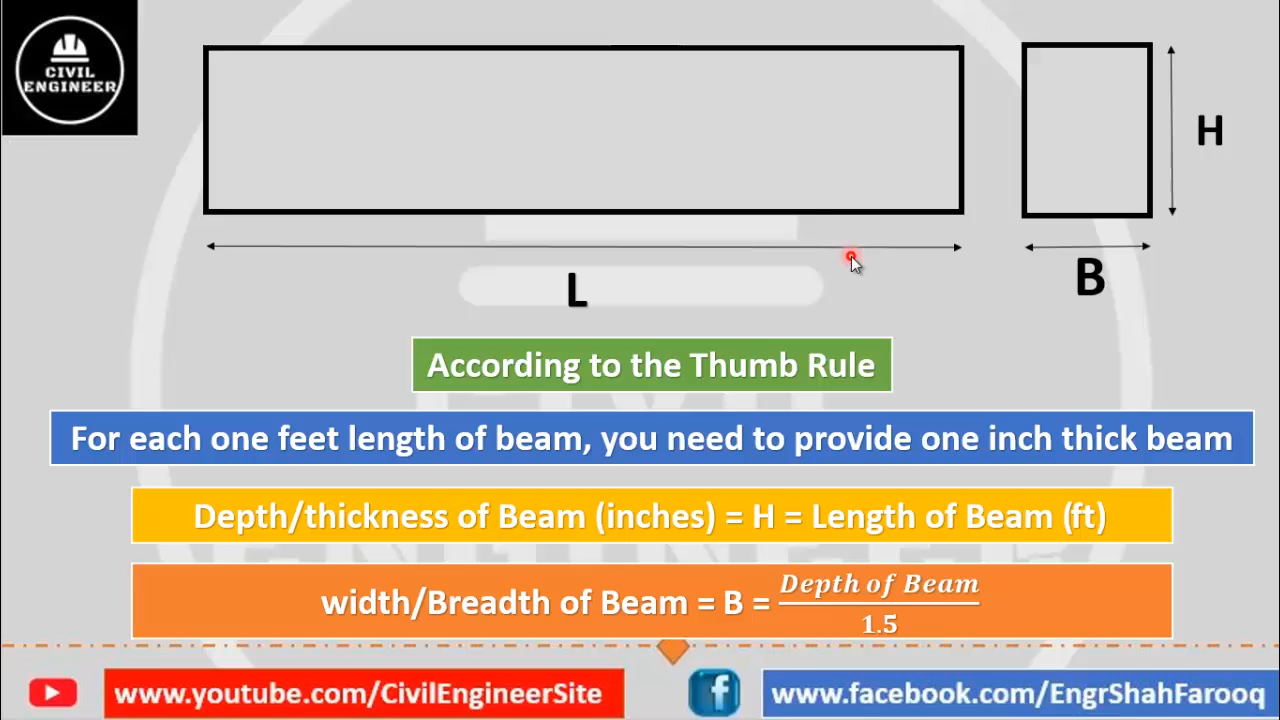 CIVIL
ENGINEER
H
L
B
According to the Thumb Rule
For each one feet length of beam, you need to provide one inch thick beam
Depth/thickness of Beam (inches) = H = Length of Beam (ft)
width/Breadth of Beam = B = Depth of Beam / 1.5
www.youtube.com/CivilEngineerSite
www.facebook.com/EngrShahFarooq